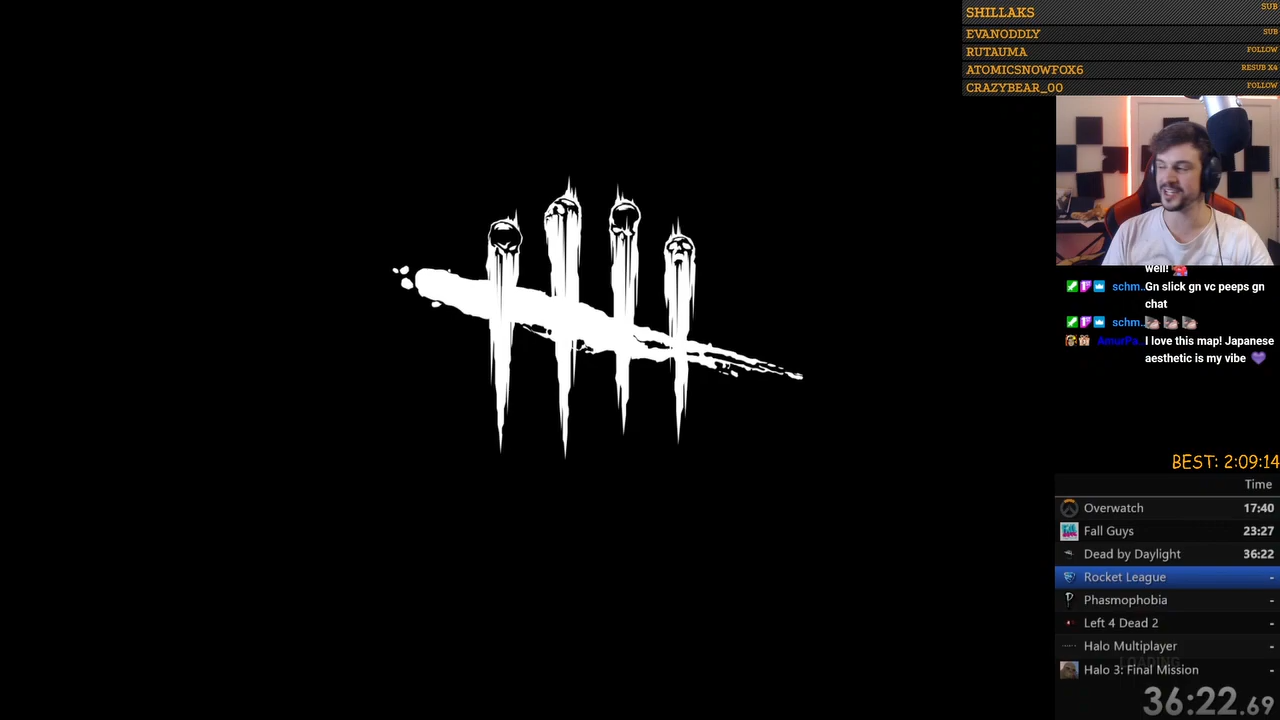 SHILLAKS SUB
EVANODDLY SUB
RUTAUMA FOLLOW
ATOMICSNOWFOX6 RESUB X4
CRAZYBEAR_00 FOLLOW
well!
schm.. Gn slick gn vc peeps gn
chat
schm..
AmurPa.. I love this map! Japanese
aesthetic is my vibe
BEST: 2:09:14
Time
Overwatch 17:40
Fall Guys 23:27
Dead by Daylight 36:22
Rocket League -
Phasmophobia -
Left 4 Dead 2 -
Halo Multiplayer -
LOADING
Halo 3: Final Mission -
36:22.69